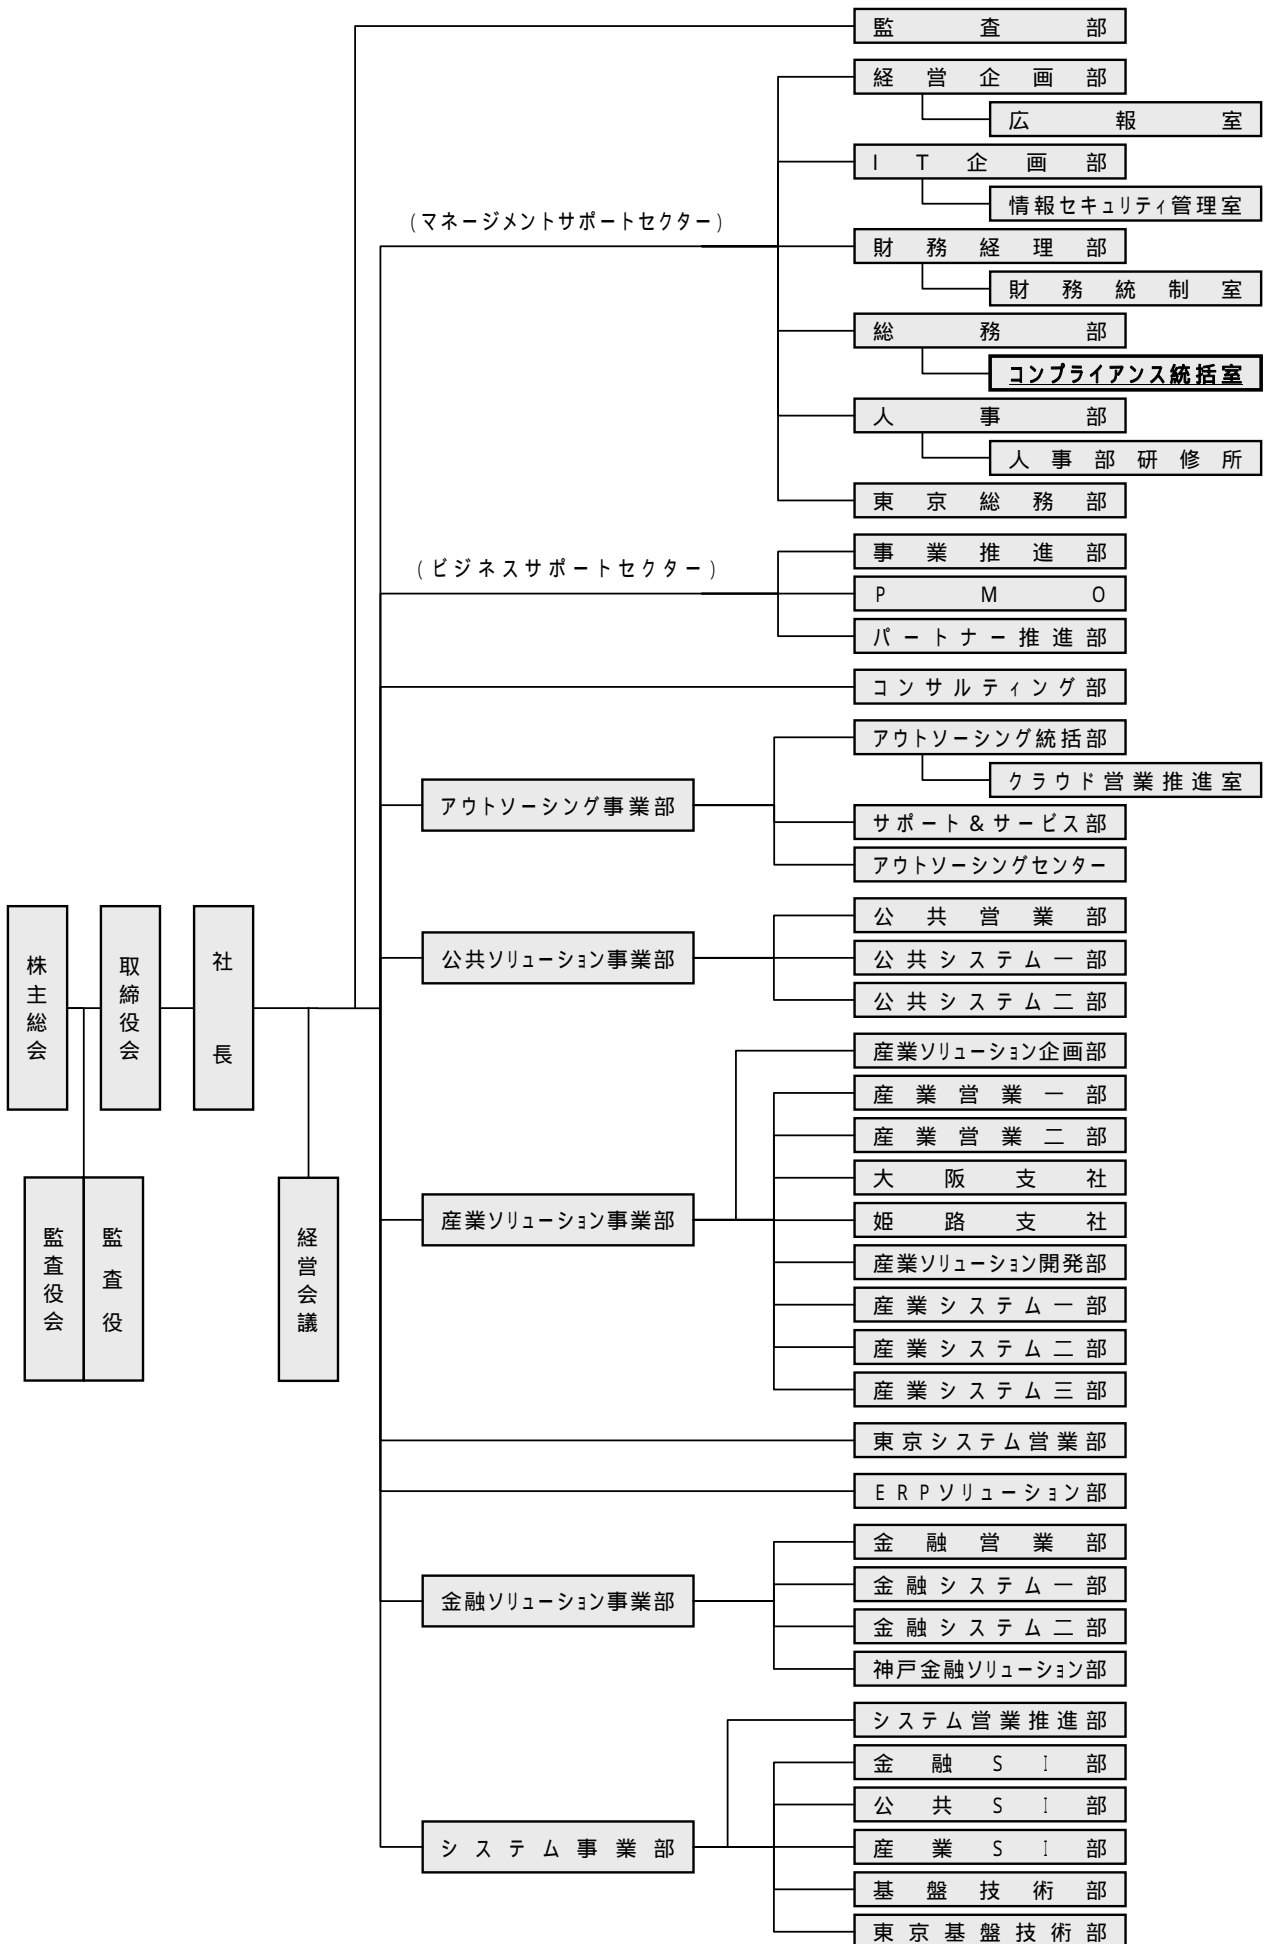 監査部
経営企画部
広報室
IT企画部
情報セキュリティ管理室
(マネージメントサポートセクター)
財務経理部
財務統制室
総務部
コンプライアンス統括室
人事部
人事部研修所
東京総務部
事業推進部
(ビジネスサポートセクター)
PMO
パートナー推進部
コンサルティング部
アウトソーシング統括部
クラウド営業推進室
アウトソーシング事業部
サポート&サービス部
アウトソーシングセンター
株主総会
取締役会
社長
公共営業部
公共ソリューション事業部
公共システム一部
公共システム二部
監査役会
監査役
経営会議
産業ソリューション企画部
産業営業一部
産業営業二部
大阪支社
産業ソリューション事業部
姫路支社
産業ソリューション開発部
産業システム一部
産業システム二部
産業システム三部
東京システム営業部
ERPソリューション部
金融営業部
金融システム一部
金融ソリューション事業部
金融システム二部
神戸金融ソリューション部
システム営業推進部
金融SI部
公共SI部
システム事業部
産業SI部
基盤技術部
東京基盤技術部